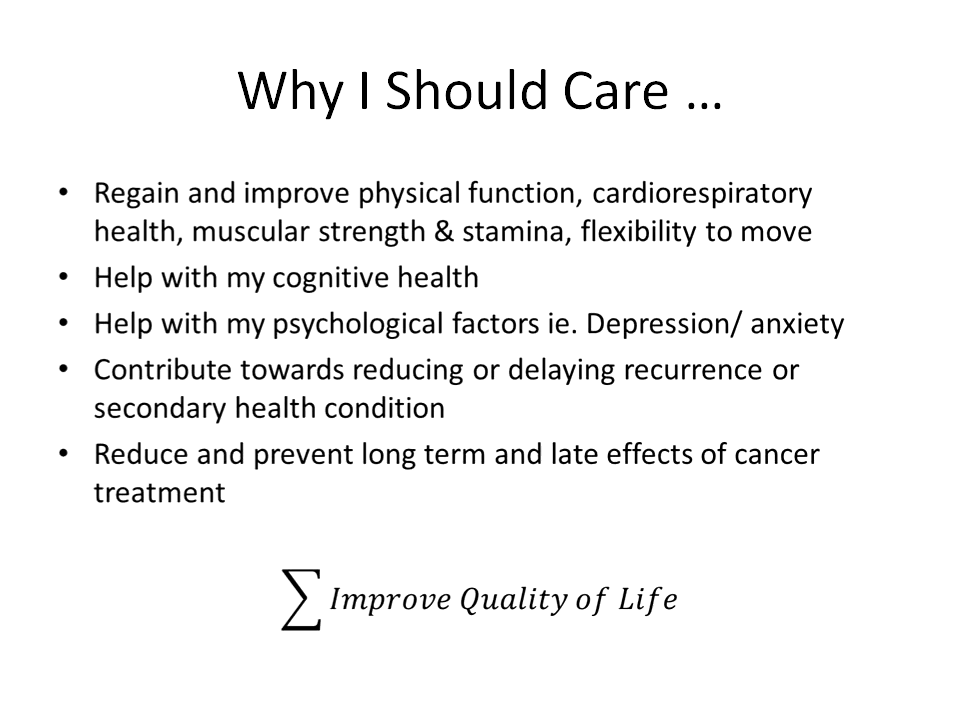 Why I Should Care ...
• Regain and improve physical function, cardiorespiratory
health, muscular strength & stamina, flexibility to move
• Help with my cognitive health
• Help with my psychological factors ie. Depression/ anxiety
• Contribute towards reducing or delaying recurrence or
secondary health condition
• Reduce and prevent long term and late effects of cancer
treatment
∑ Improve Quality of Life